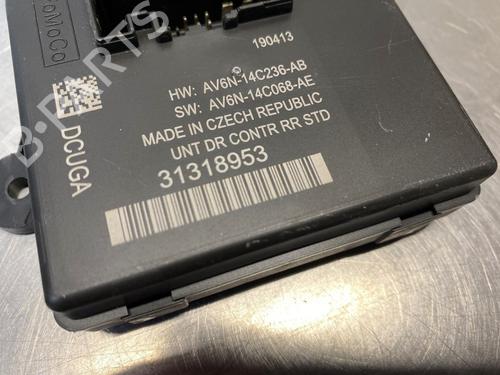 FoMoCo
190413
HW: AV6N-14C236-AB
SW: AV6N-14C068-AE
MADE IN CZECH REPUBLIC
UNT DR CONTR RR STD
31318953
DCUGA
B-PARTS